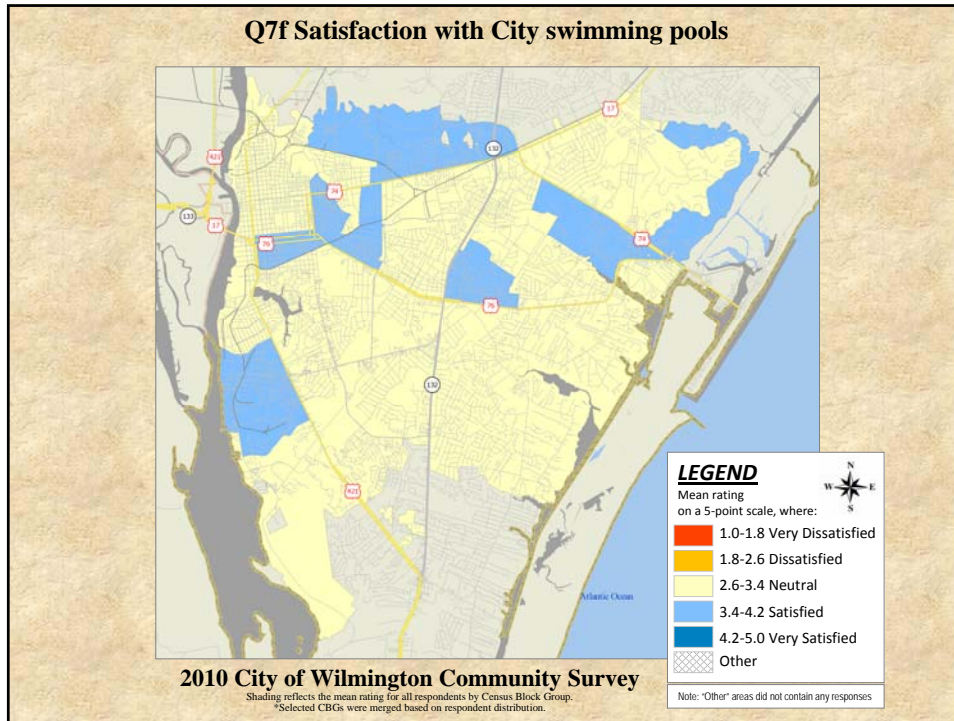 Q7f Satisfaction with City swimming pools
17
132
421
74
133
17
76
74
76
132
421
Atlantic Ocean
LEGEND
Mean rating
on a 5-point scale, where:
N
W E
S
1.0-1.8 Very Dissatisfied
1.8-2.6 Dissatisfied
2.6-3.4 Neutral
3.4-4.2 Satisfied
4.2-5.0 Very Satisfied
Other
Note: "Other" areas did not contain any responses
2010 City of Wilmington Community Survey
Shading reflects the mean rating for all respondents by Census Block Group.
*Selected CBGs were merged based on respondent distribution.